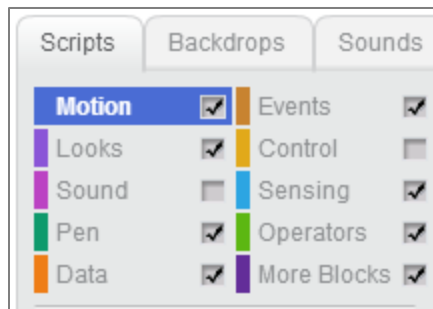 Scripts Backdrops Sounds
Motion Events
Looks Control
Sound Sensing
Pen Operators
Data More Blocks